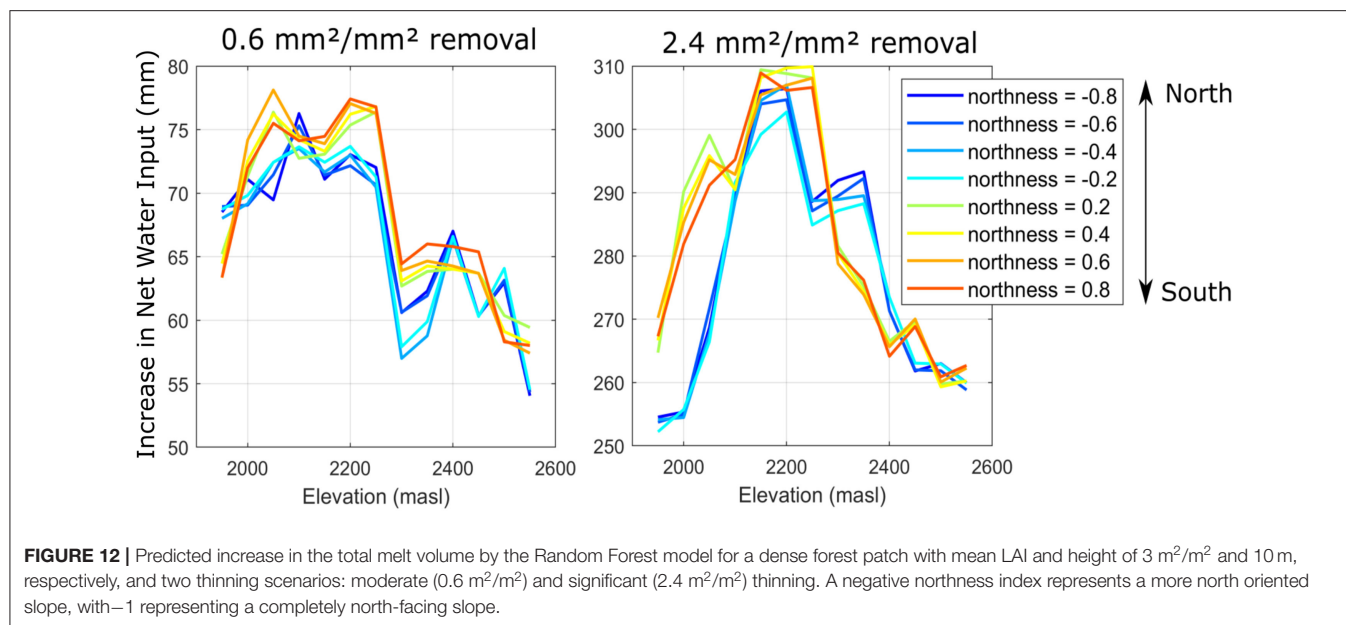 0.6 mm²/mm² removal
2.4 mm²/mm² removal
Increase in Net Water Input (mm)
80
75
70
65
60
55
50
2000
2200
2400
2600
Elevation (masl)
310
300
290
280
270
260
250
2000
2200
2400
2600
Elevation (masl)
northness = -0.8
northness = -0.6
northness = -0.4
northness = -0.2
northness = 0.2
northness = 0.4
northness = 0.6
northness = 0.8
North
South
FIGURE 12 | Predicted increase in the total melt volume by the Random Forest model for a dense forest patch with mean LAI and height of 3 m²/m² and 10 m,
respectively, and two thinning scenarios: moderate (0.6 m²/m²) and significant (2.4 m²/m²) thinning. A negative northness index represents a more north oriented
slope, with−1 representing a completely north-facing slope.